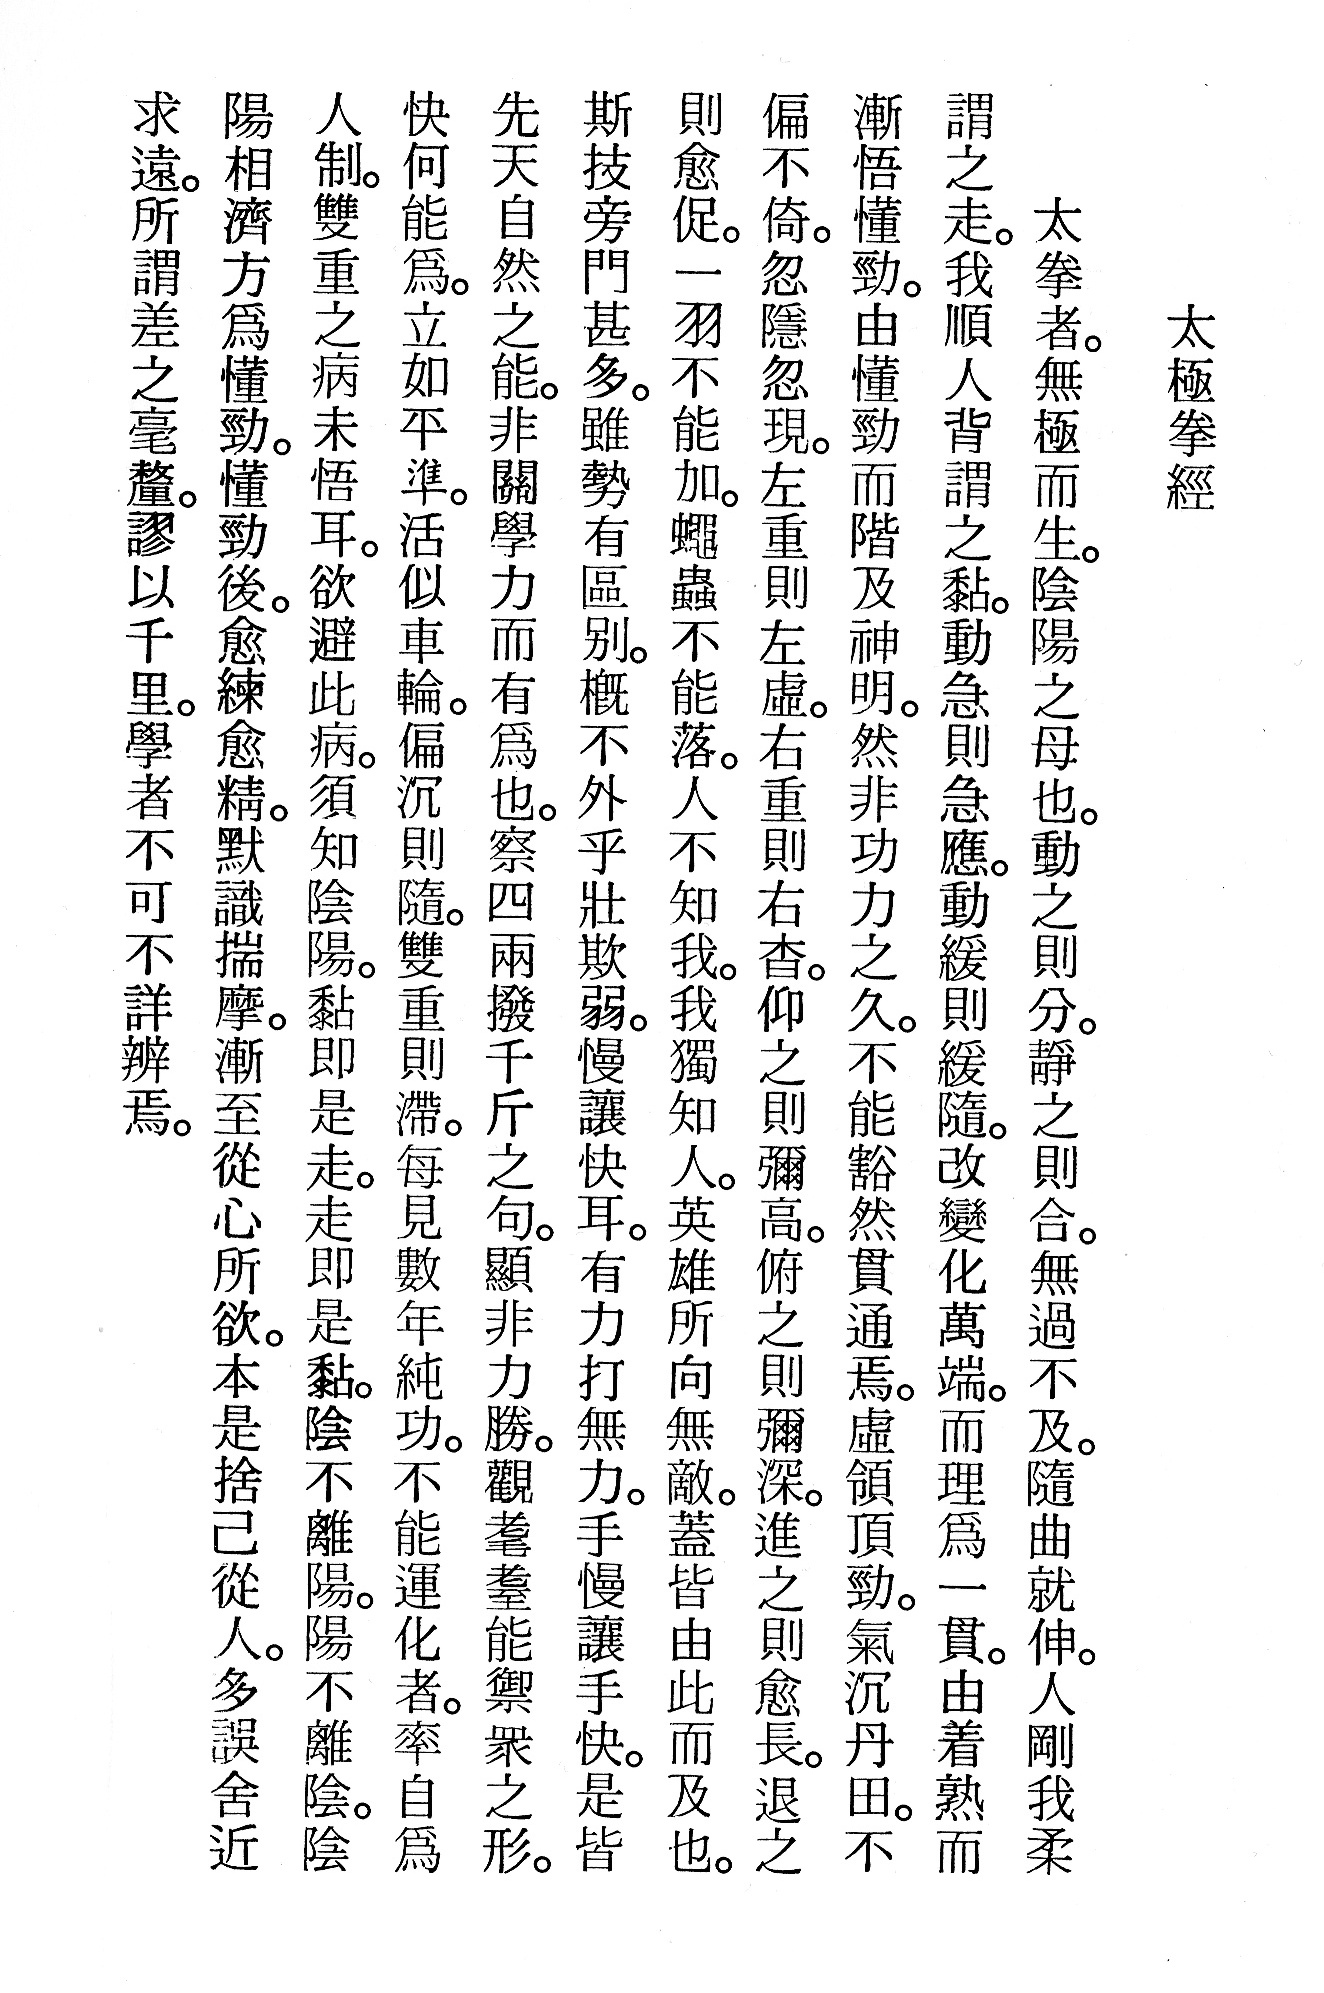 太極拳經
太拳者。無極而生。陰陽之母也。動之則分。靜之則合。無過不及。隨曲就伸。人剛我柔
謂之走。我順人背謂之黏。動急則急應。動緩則緩隨。改變化萬端。而理爲一貫。由着熟而
漸悟懂勁。由懂勁而階及神明。然非功力之久。不能豁然貫通焉。虛領頂勁。氣沉丹田。不
偏不倚。忽隱忽現。左重則左虛。右重則右杳。仰之則彌高。俯之則彌深。進之則愈長。退之
則愈促。一羽不能加。蠅蟲不能落。人不知我。我獨知人。英雄所向無敵。蓋皆由此而及也。
斯技旁門甚多。雖勢有區別。槪不外乎壯欺弱。慢讓快耳。有力打無力。手慢讓手快。是皆
先天自然之能。非關學力而有爲也。察四兩撥千斤之句。顯非力勝。觀耄耋能禦衆之形。
快何能爲。立如平準。活似車輪。偏沉則隨。雙重則滯。每見數年純功。不能運化者。率自爲
人制。雙重之病未悟耳。欲避此病。須知陰陽。黏即是走。走即是黏。陰不離陽。陽不離陰。陰
陽相濟方爲懂勁。懂勁後。愈練愈精。默識揣摩。漸至從心所欲。本是捨己從人。多誤舍近
求遠。所謂差之毫釐。謬以千里。學者不可不詳辨焉。